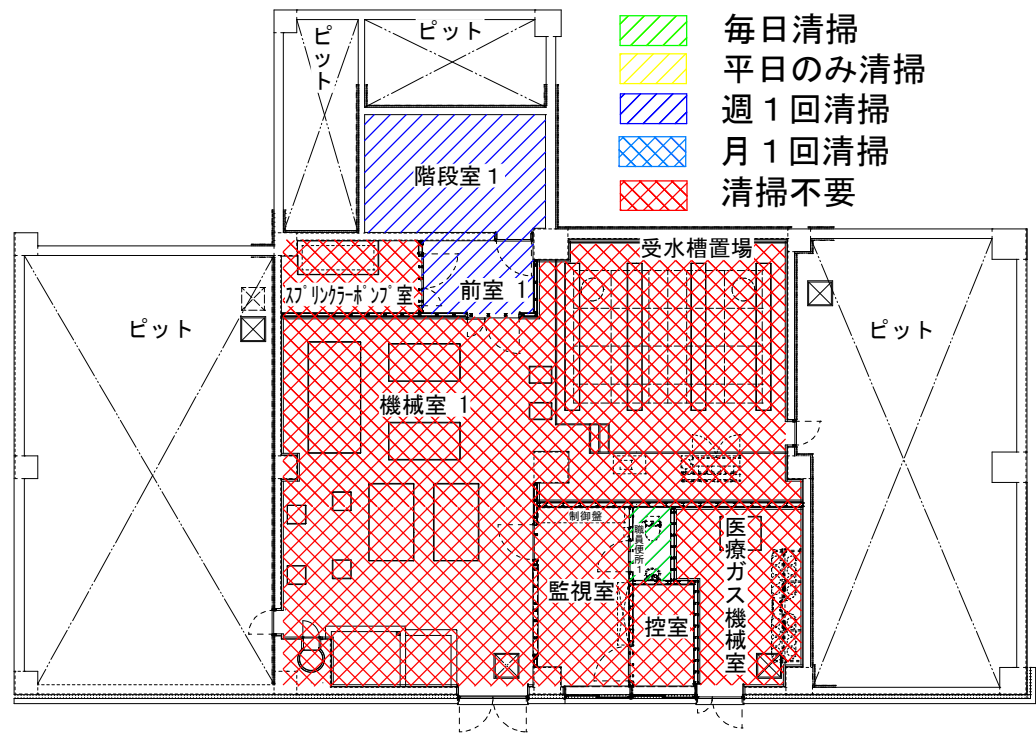 ピット
ピット
毎日清掃
平日のみ清掃
週１回清掃
月１回清掃
清掃不要
階段室１
受水槽置場
スプリンクラーポンプ室
前室１
ピット
ピット
機械室１
制御盤
職員便所１
医療ガス機械室
監視室
控室